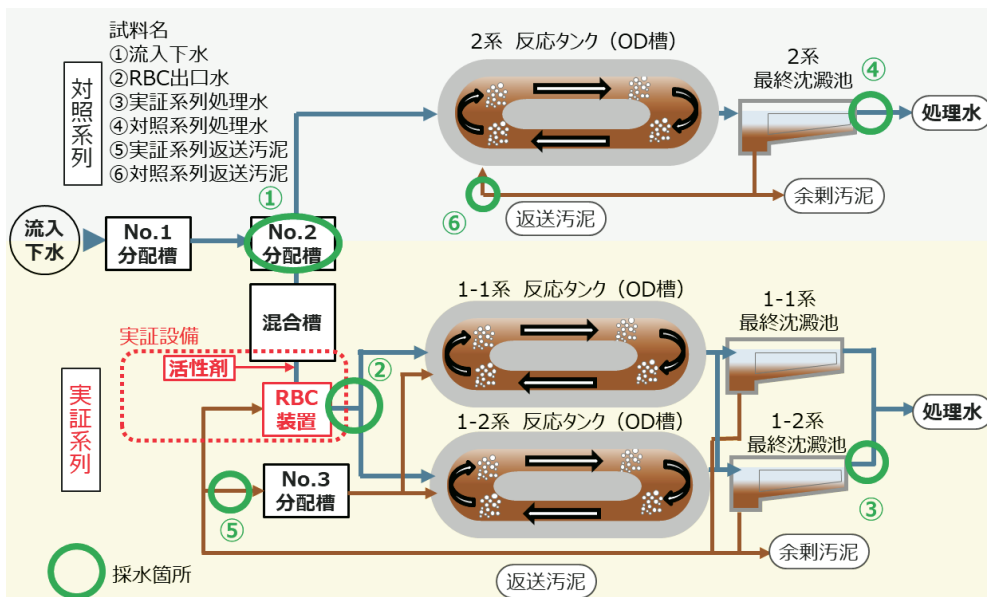 試料名
①流入下水
②RBC出口水
③実証系列処理水
④対照系列処理水
⑤実証系列返送汚泥
⑥対照系列返送汚泥
対照系列
2系 反応タンク（OD槽）
2系
最終沈澱池
④
処理水
①
⑥
返送汚泥
余剰汚泥
流入
下水
No.1
分配槽
No.2
分配槽
混合槽
実証設備
活性剤
RBC
装置
②
実証系列
1-1系 反応タンク（OD槽）
1-1系
最終沈澱池
処理水
1-2系 反応タンク（OD槽）
1-2系
最終沈澱池
③
No.3
分配槽
⑤
余剰汚泥
返送汚泥
採水箇所